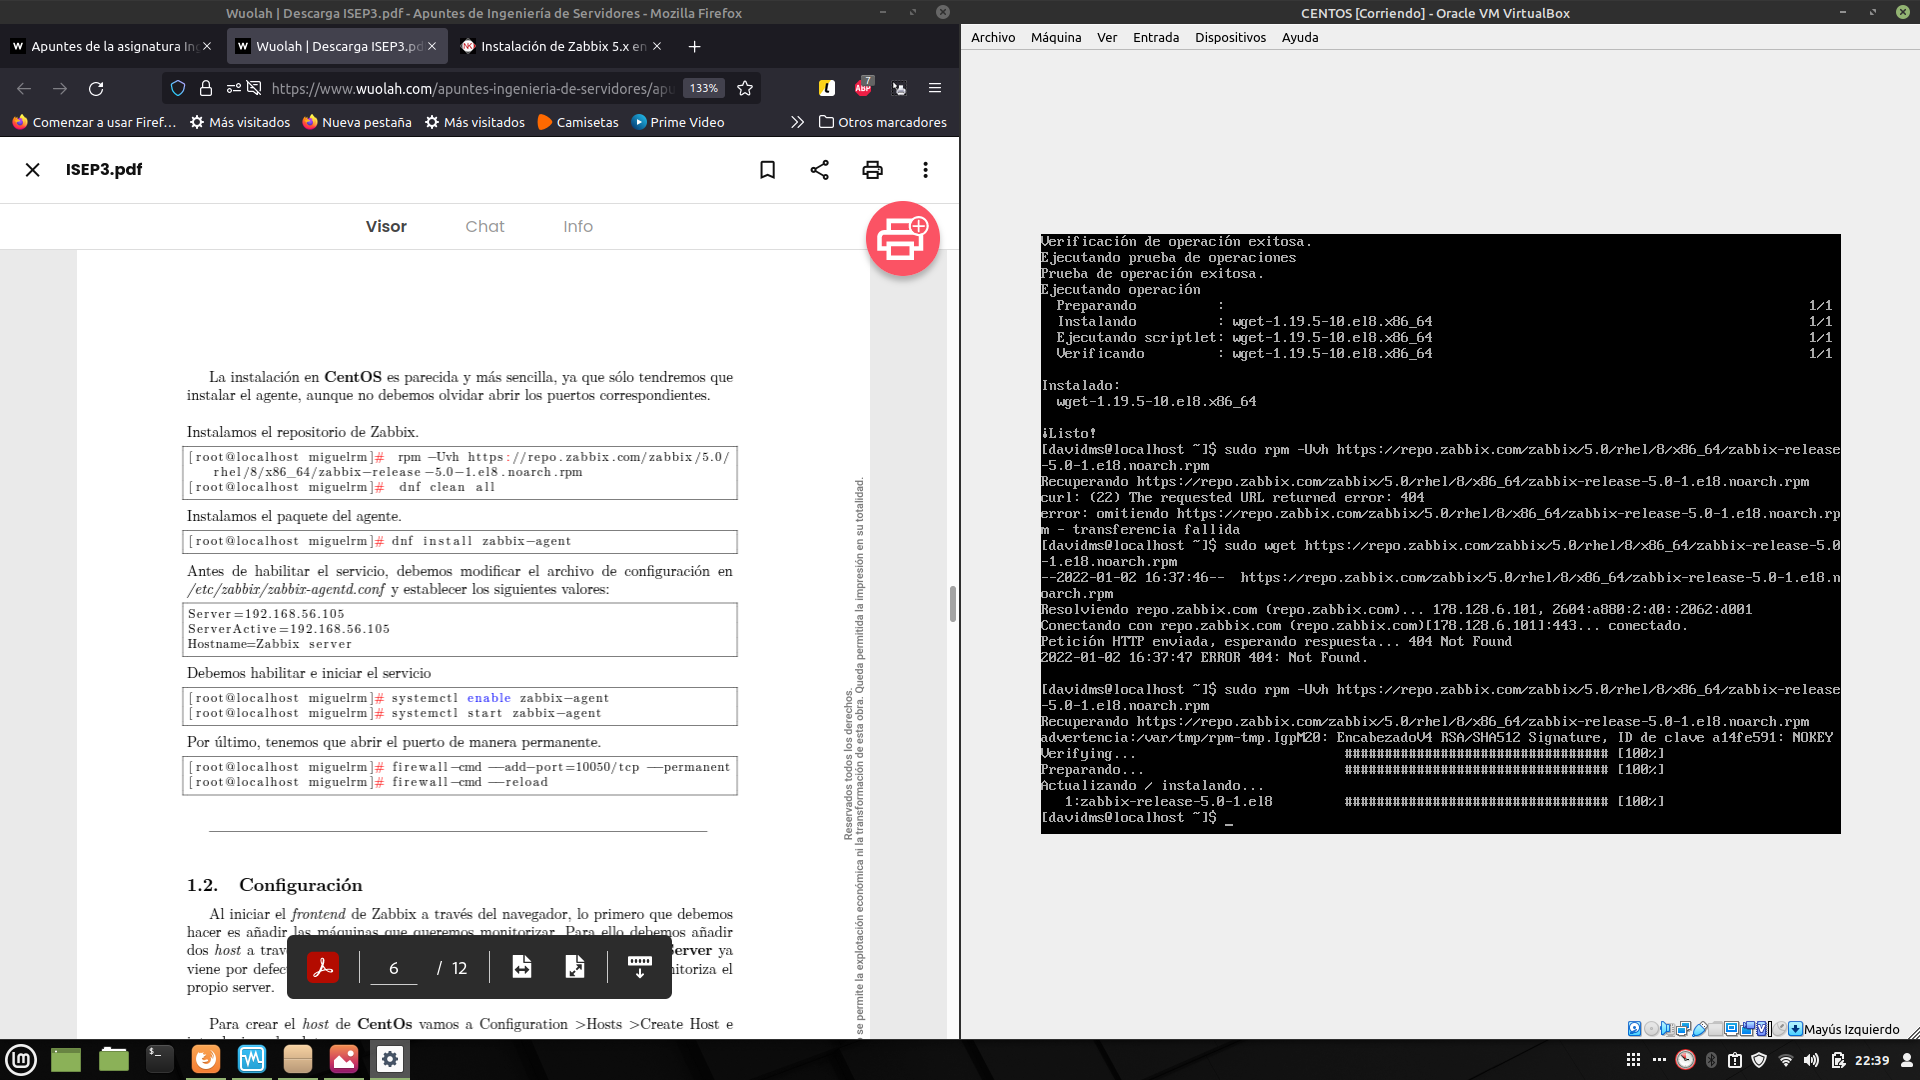 Wuolah | Descarga ISEP3.pdf - Apuntes de Ingeniería de Servidores - Mozilla Firefox
Apuntes de la asignatura In
Wuolah | Descarga ISEP3.pd
Instalación de Zabbix 5.x en
https://www.wuolah.com/apuntes-ingenieria-de-servidores/apu
133%
7
ABP
Comenzar a usar Firef...
Más visitados
Nueva pestaña
Más visitados
Camisetas
Prime Video
Otros marcadores
ISEP3.pdf
Visor
Chat
Info
La instalación en CentOS es parecida y más sencilla, ya que sólo tendremos que
instalar el agente, aunque no debemos olvidar abrir los puertos correspondientes.
Instalamos el repositorio de Zabbix.
[root@localhost miguelrm]# rpm -Uvh https://repo.zabbix.com/zabbix/5.0/
rhel/8/x86_64/zabbix-release-5.0-1.el8.noarch.rpm
[root@localhost miguelrm]# dnf clean all
Instalamos el paquete del agente.
[root@localhost miguelrm]# dnf install zabbix-agent
Antes de habilitar el servicio, debemos modificar el archivo de configuración en
/etc/zabbix/zabbix-agentd.conf y establecer los siguientes valores:
Server=192.168.56.105
ServerActive=192.168.56.105
Hostname=Zabbix server
Debemos habilitar e iniciar el servicio
[root@localhost miguelrm]# systemctl enable zabbix-agent
[root@localhost miguelrm]# systemctl start zabbix-agent
Por último, tenemos que abrir el puerto de manera permanente.
[root@localhost miguelrm]# firewall-cmd --add-port=10050/tcp --permanent
[root@localhost miguelrm]# firewall-cmd --reload
1.2. Configuración
Al iniciar el frontend de Zabbix a través del navegador, lo primero que debemos
hacer es añadir las máquinas que queremos monitorizar. Para ello debemos añadir
dos host a trav
Server ya
viene por defec
nitoriza el
propio server.
Para crear el host de CentOs vamos a Configuration >Hosts >Create Host e
6 / 12
Reservados todos los derechos.
se permite la explotación económica ni la transformación de esta obra. Queda permitida la impresión en su totalidad.
CENTOS [Corriendo] - Oracle VM VirtualBox
Archivo
Máquina
Ver
Entrada
Dispositivos
Ayuda
Verificación de operación exitosa.
Ejecutando prueba de operaciones
Prueba de operación exitosa.
Ejecutando operación
Preparando : 1/1
Instalando : wget-1.19.5-10.el8.x86_64 1/1
Ejecutando scriptlet: wget-1.19.5-10.el8.x86_64 1/1
Verificando : wget-1.19.5-10.el8.x86_64 1/1
Instalado:
wget-1.19.5-10.el8.x86_64
¡Listo!
[davidms@localhost ~]$ sudo rpm -Uvh https://repo.zabbix.com/zabbix/5.0/rhel/8/x86_64/zabbix-release
-5.0-1.e18.noarch.rpm
Recuperando https://repo.zabbix.com/zabbix/5.0/rhel/8/x86_64/zabbix-release-5.0-1.e18.noarch.rpm
curl: (22) The requested URL returned error: 404
error: omitiendo https://repo.zabbix.com/zabbix/5.0/rhel/8/x86_64/zabbix-release-5.0-1.e18.noarch.rp
m - transferencia fallida
[davidms@localhost ~]$ sudo wget https://repo.zabbix.com/zabbix/5.0/rhel/8/x86_64/zabbix-release-5.0
-1.e18.noarch.rpm
--2022-01-02 16:37:46-- https://repo.zabbix.com/zabbix/5.0/rhel/8/x86_64/zabbix-release-5.0-1.e18.n
oarch.rpm
Resolviendo repo.zabbix.com (repo.zabbix.com)... 178.128.6.101, 2604:a880:2:d0::2062:d001
Conectando con repo.zabbix.com (repo.zabbix.com)[178.128.6.101]:443... conectado.
Petición HTTP enviada, esperando respuesta... 404 Not Found
2022-01-02 16:37:47 ERROR 404: Not Found.
[davidms@localhost ~]$ sudo rpm -Uvh https://repo.zabbix.com/zabbix/5.0/rhel/8/x86_64/zabbix-release
-5.0-1.el8.noarch.rpm
Recuperando https://repo.zabbix.com/zabbix/5.0/rhel/8/x86_64/zabbix-release-5.0-1.el8.noarch.rpm
advertencia:/var/tmp/rpm-tmp.IgpM20: EncabezadoV4 RSA/SHA512 Signature, ID de clave a14fe591: NOKEY
Verifying... ################################# [100%]
Preparando... ################################# [100%]
Actualizando / instalando...
1:zabbix-release-5.0-1.el8 ################################# [100%]
[davidms@localhost ~]$ _
Mayús Izquierdo
22:39